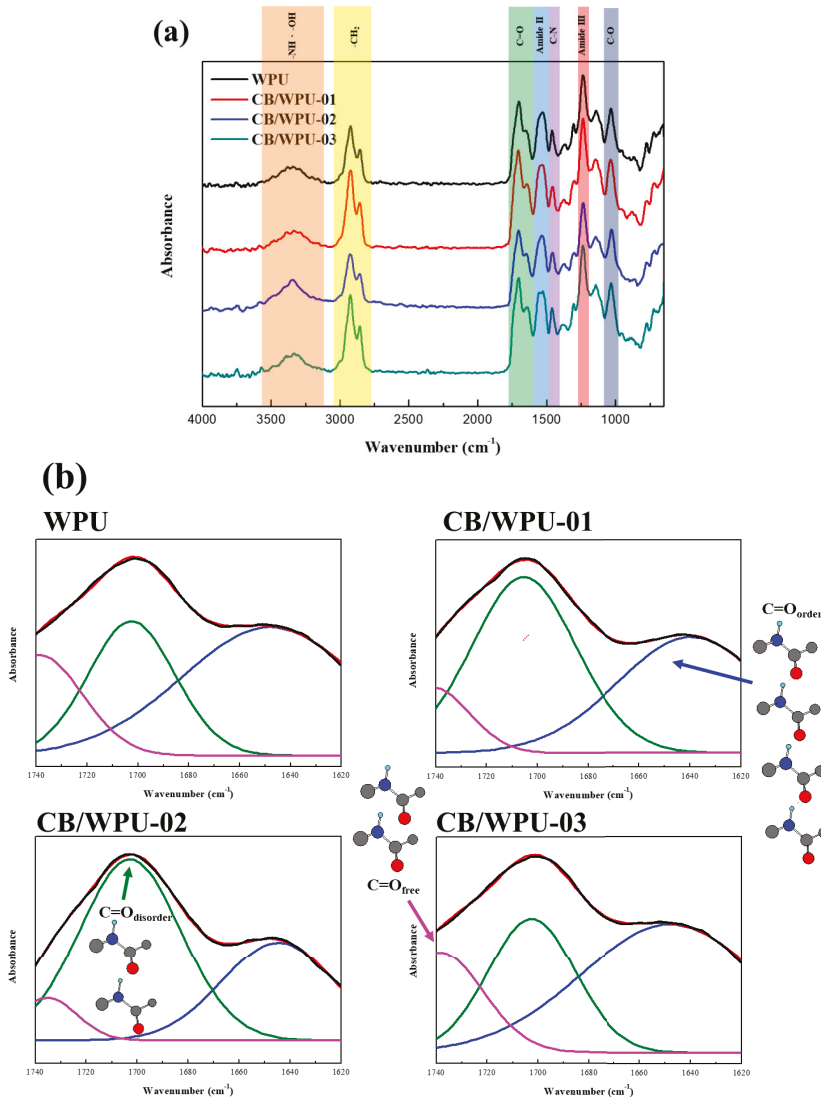 (a)
-NH、-OH
-CH2
C=O
Amide II
C-N
Amide III
C-O
WPU
CB/WPU-01
CB/WPU-02
CB/WPU-03
Absorbance
4000 3500 3000 2500 2000 1500 1000
Wavenumber (cm-1)
(b)
WPU
CB/WPU-01
Absorbance
1740 1720 1700 1680 1660 1640 1620
Wavenumber (cm-1)
Absorbance
1740 1720 1700 1680 1660 1640 1620
Wavenumber (cm-1)
C=Oorder
CB/WPU-02
CB/WPU-03
Absorbance
C=Odisorder
1740 1720 1700 1680 1660 1640 1620
Wavenumber (cm-1)
C=Ofree
Absorbance
1740 1720 1700 1680 1660 1640 1620
Wavenumber (cm-1)